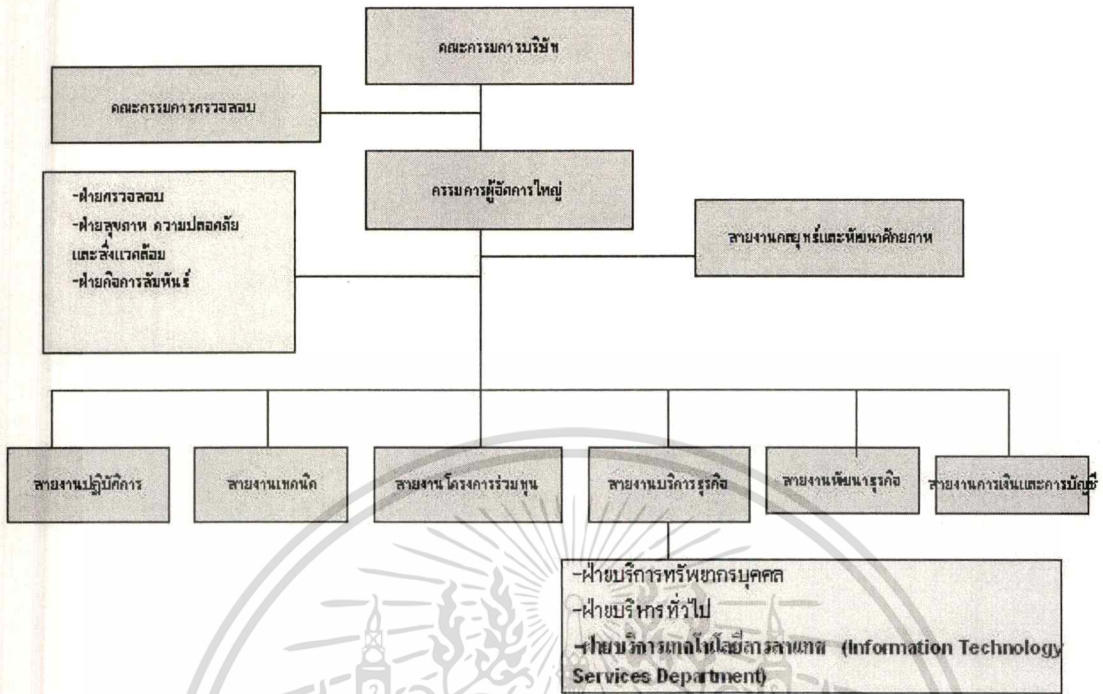 คณะกรรมการบริษัท
คณะกรรมการตรวจสอบ
กรรมการผู้จัดการใหญ่
-ฝ่ายตรวจสอบ
-ฝ่ายสุขภาพ ความปลอดภัย
และสิ่งแวดล้อม
-ฝ่ายกิจการสัมพันธ์
สายงานกลยุทธ์และพัฒนาศักยภาพ
สายงานปฏิบัติการ
สายงานเทคนิค
สายงานโครงการร่วมทุน
สายงานบริการธุรกิจ
สายงานพัฒนาธุรกิจ
สายงานการเงินและการบัญชี
-ฝ่ายบริการทรัพยากรบุคคล
-ฝ่ายบริหารทั่วไป
-ฝ่ายบริการเทคโนโลยีสารสนเทศ (Information Technology
Services Department)